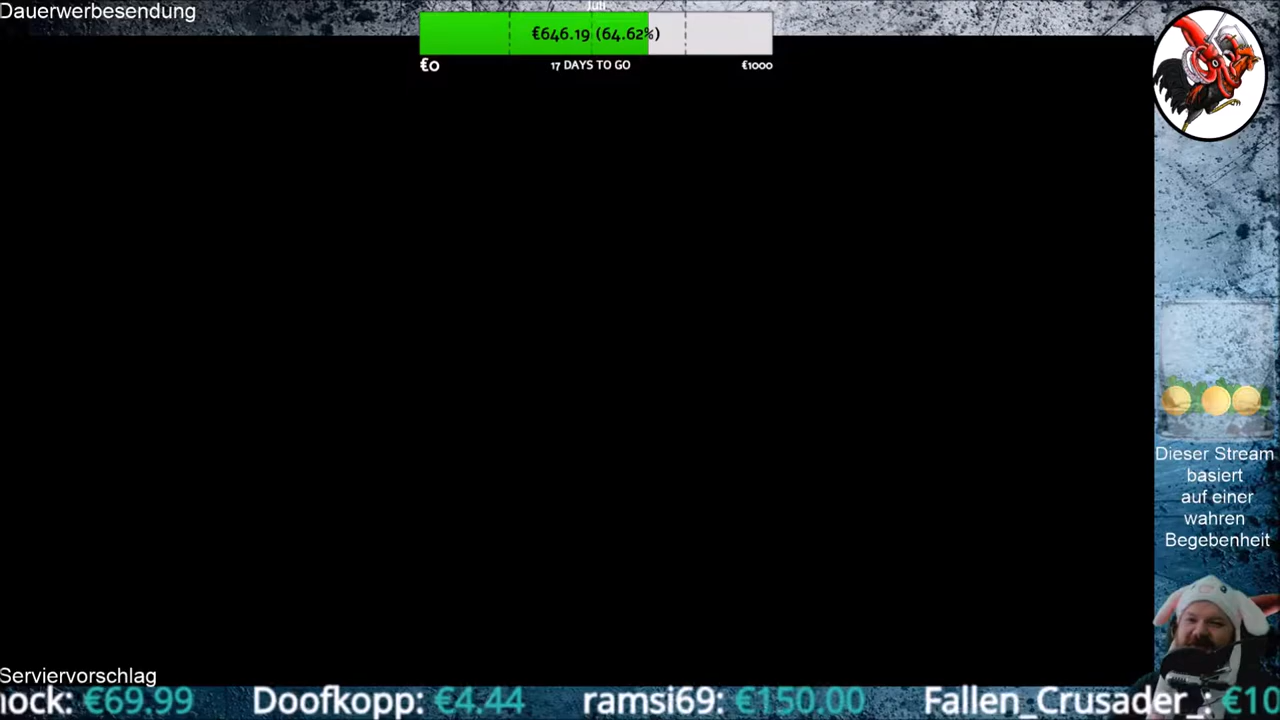 Dauerwerbesendung
Juli
€646.19 (64.62%)
€0
17 DAYS TO GO
€1000
Dieser Stream
basiert
auf einer
wahren
Begebenheit
Serviervorschlag
€69.99 Doofkopp: €4.44 ramsi69: €150.00 Fallen_Crusader_: €10